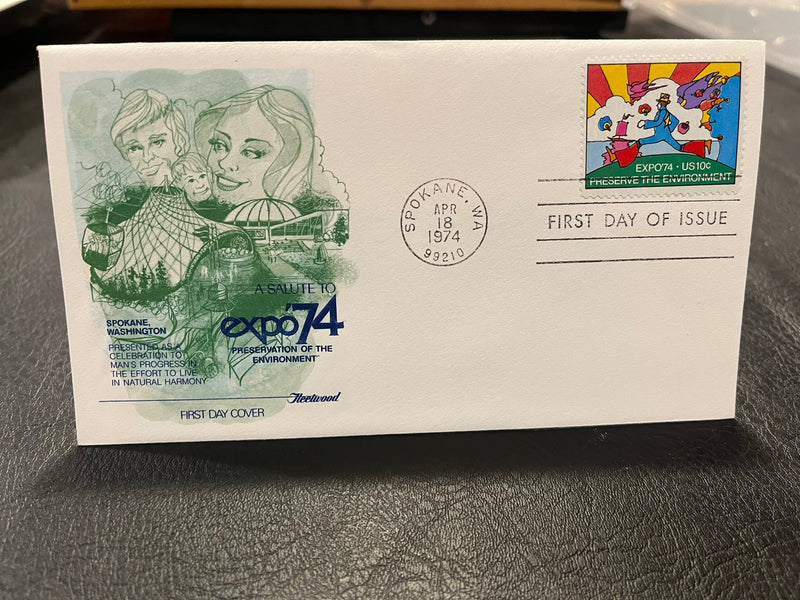 A SALUTE TO
expo'74
"PRESERVATION OF THE
ENVIRONMENT"
SPOKANE,
WASHINGTON
PRESENTED AS A
CELEBRATION TO
MAN'S PROGRESS IN
THE EFFORT TO LIVE
IN NATURAL HARMONY
Fleetwood
FIRST DAY COVER
SPOKANE, WA
APR
18
1974
99210
EXPO'74 • US10c
PRESERVE THE ENVIRONMENT
FIRST DAY OF ISSUE